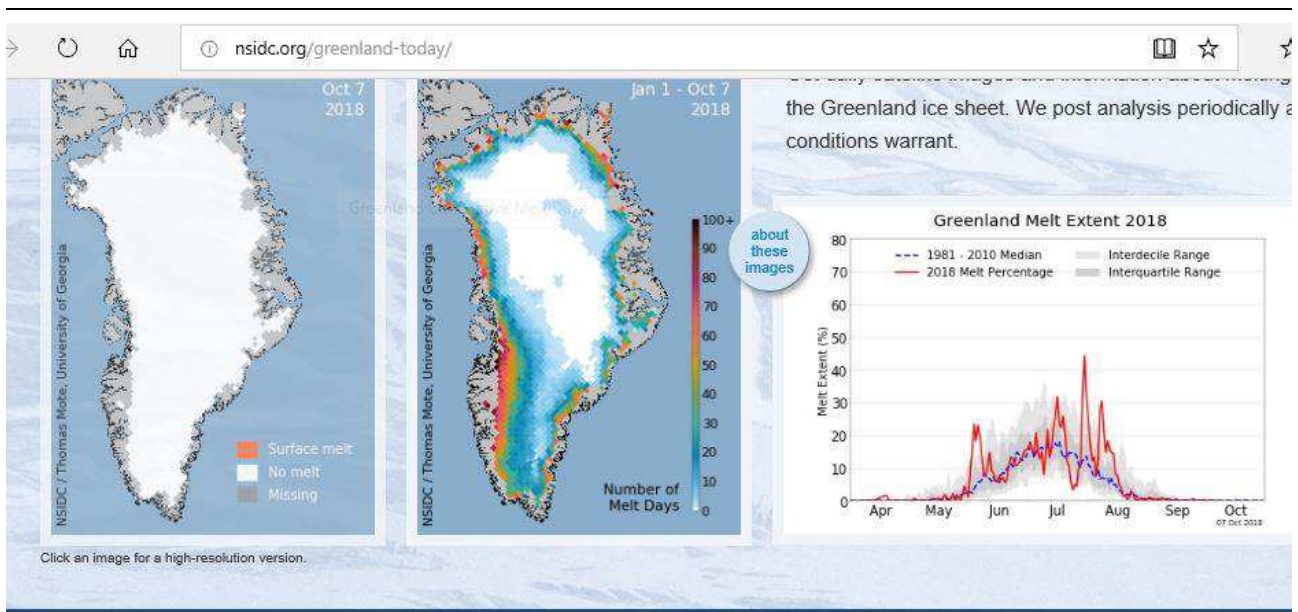 nsidc.org/greenland-today/
Oct 7
2018
NSIDC / Thomas Mote, University of Georgia
Surface melt
No melt
Missing
Jan 1 - Oct 7
2018
NSIDC / Thomas Mote, University of Georgia
100+
90
80
70
60
50
40
30
20
10
0
Number of
Melt Days
about
these
images
the Greenland ice sheet. We post analysis periodically
conditions warrant.
Greenland Melt Extent 2018
1981 - 2010 Median
2018 Melt Percentage
Interdecile Range
Interquartile Range
Melt Extent (%)
80
70
60
50
40
30
20
10
0
Apr May Jun Jul Aug Sep Oct
07 Oct 2018
Click an image for a high-resolution version.